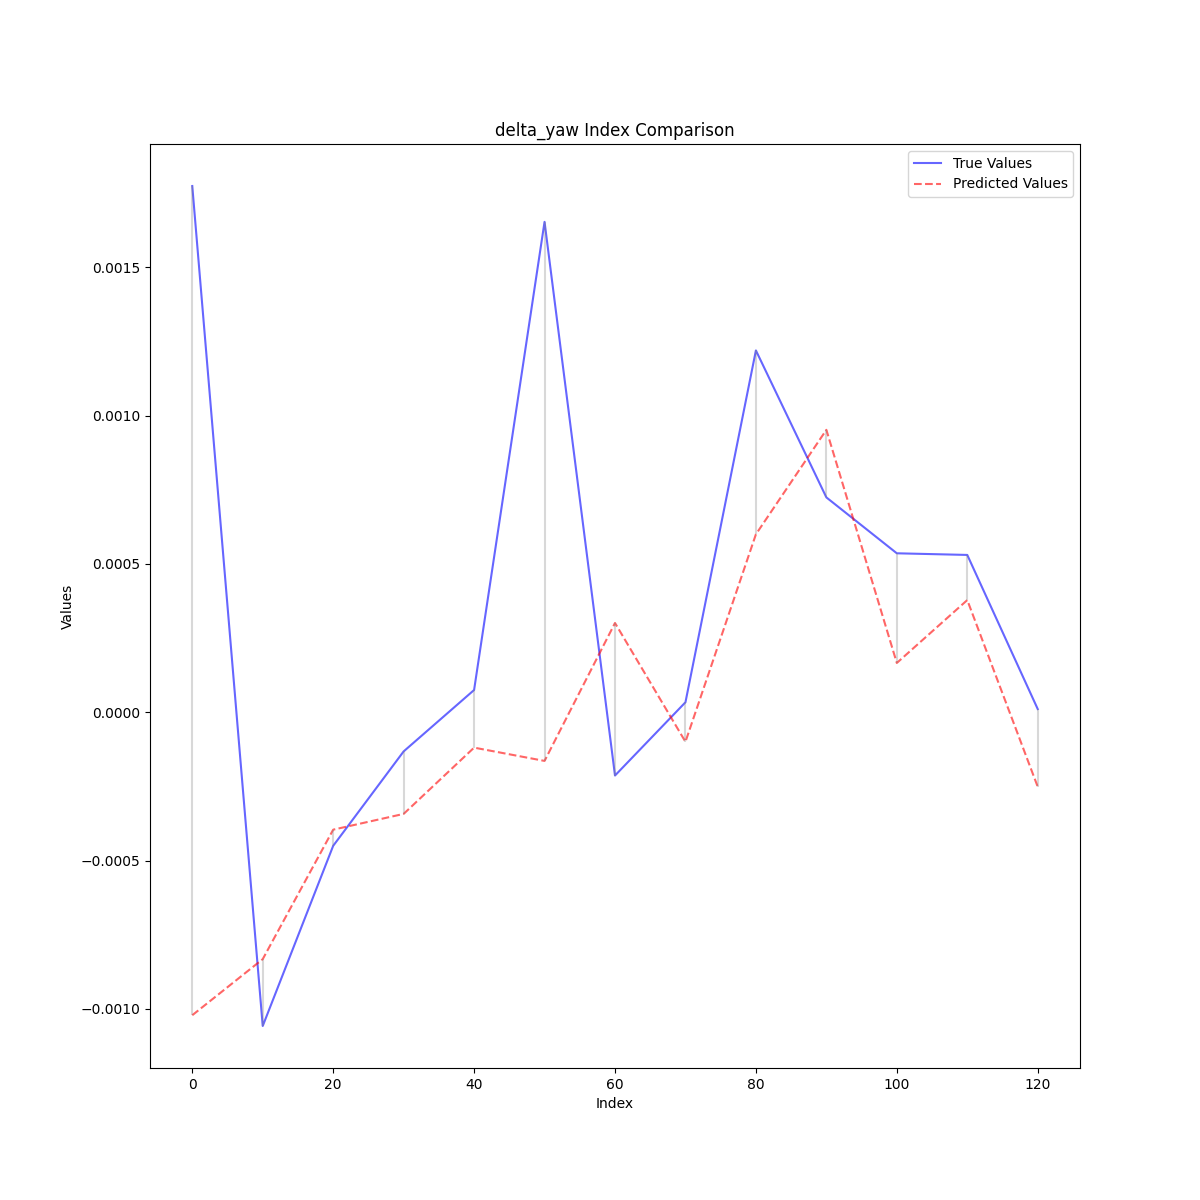 delta_yaw Index Comparison
True Values
Predicted Values
0.0015
0.0010
0.0005
0.0000
−0.0005
−0.0010
Values
0 20 40 60 80 100 120
Index